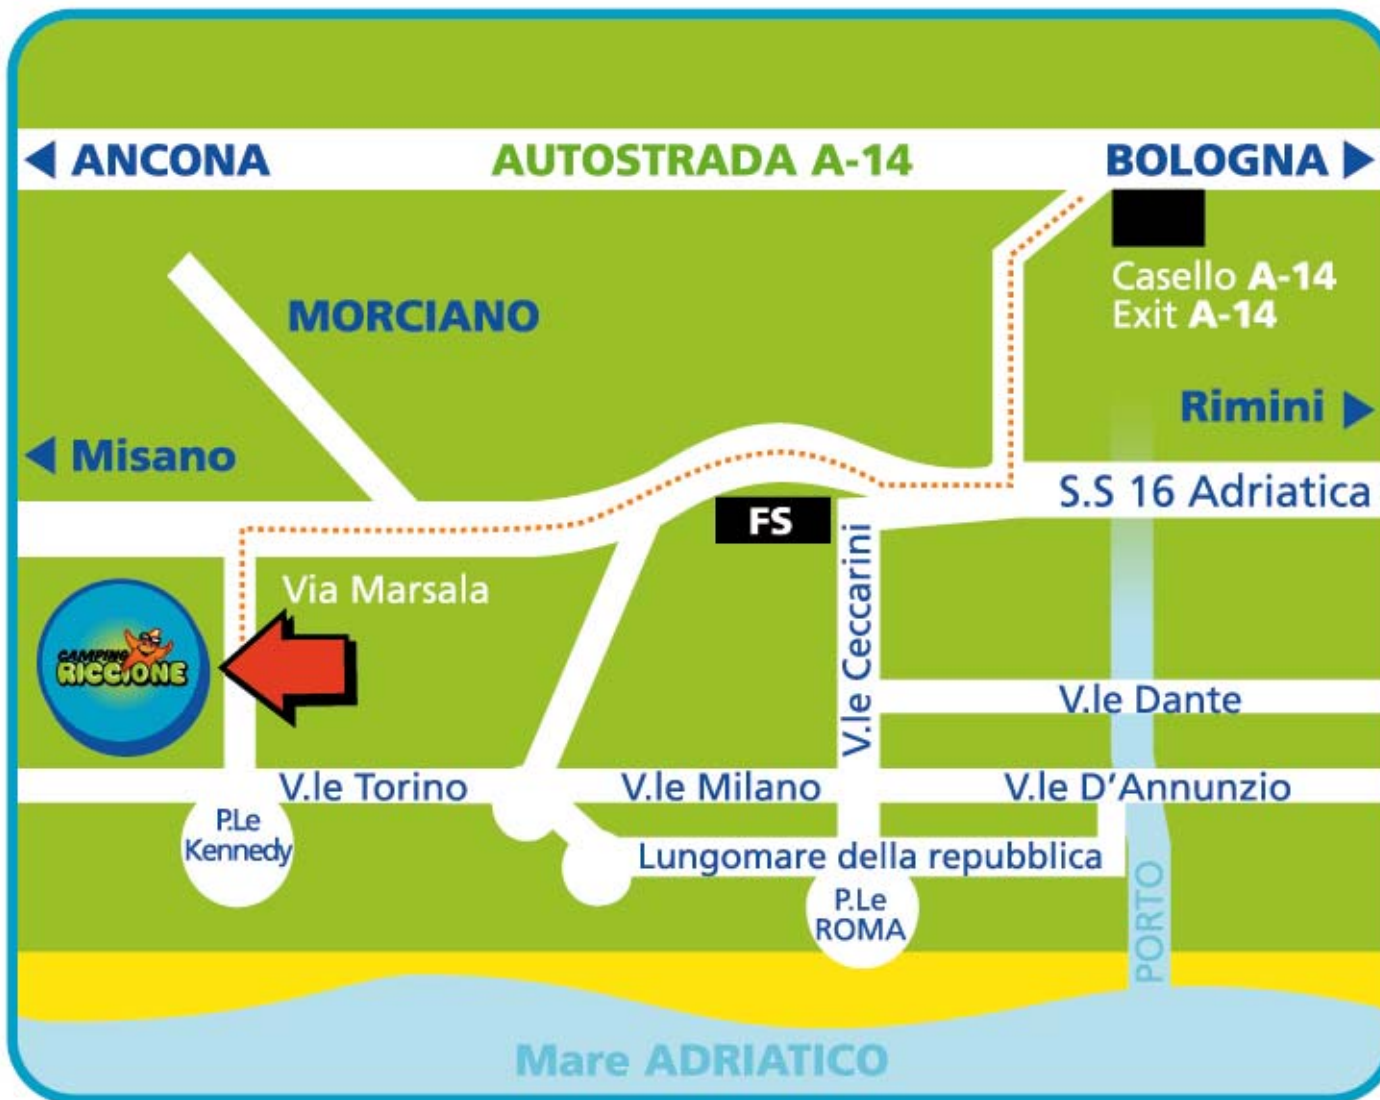 ANCONA
AUTOSTRADA A-14
BOLOGNA
Casello A-14
Exit A-14
MORCIANO
Rimini
Misano
S.S 16 Adriatica
FS
Via Marsala
V.le Ceccarini
CAMPING
RICCIONE
V.le Dante
V.le Torino
V.le Milano
V.le D'Annunzio
P.Le
Kennedy
Lungomare della repubblica
P.Le
ROMA
PORTO
Mare ADRIATICO